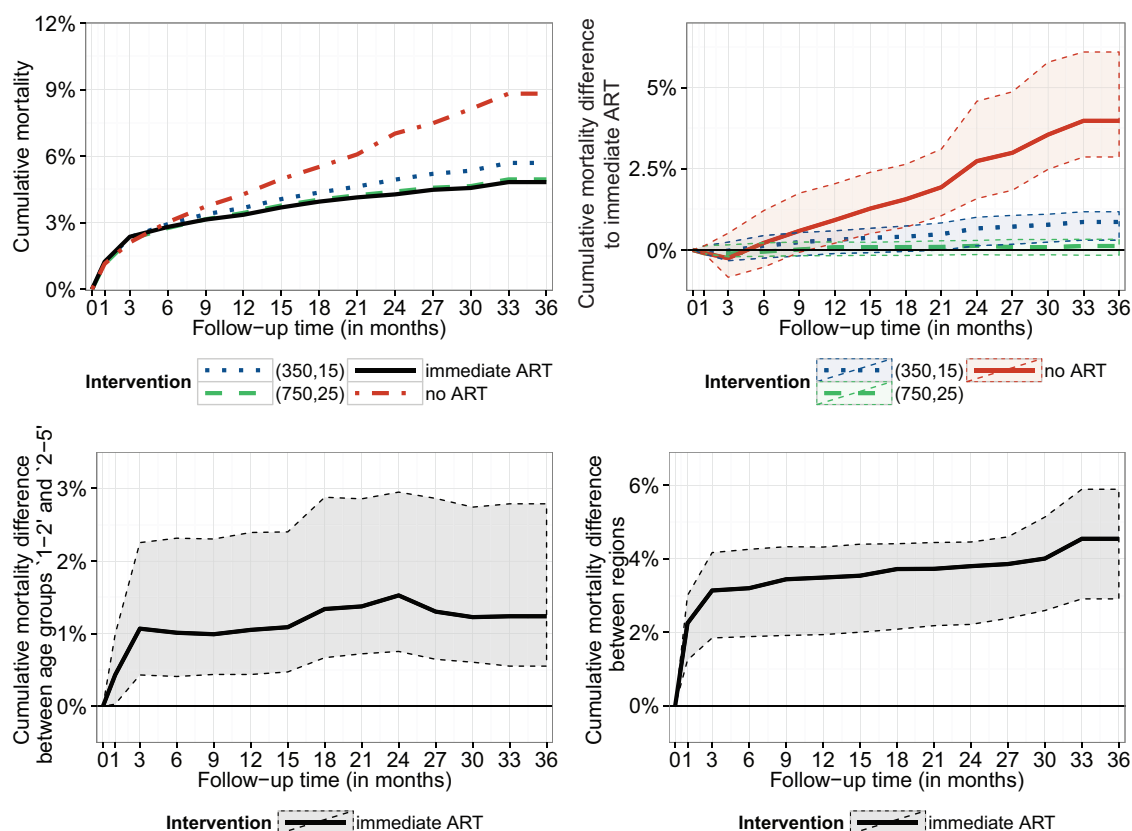 Cumulative mortality
12%
9%
6%
3%
0%
0 1 3 6 9 12 15 18 21 24 27 30 33 36
Follow−up time (in months)
Intervention
(350,15)
immediate ART
(750,25)
no ART
Cumulative mortality difference
to immediate ART
5%
2.5%
0%
0 1 3 6 9 12 15 18 21 24 27 30 33 36
Follow−up time (in months)
Intervention
(350,15)
no ART
(750,25)
Cumulative mortality difference
between age groups `1−2' and `2−5'
3%
2%
1%
0%
0 1 3 6 9 12 15 18 21 24 27 30 33 36
Follow−up time (in months)
Intervention
immediate ART
Cumulative mortality difference
between regions
6%
4%
2%
0%
0 1 3 6 9 12 15 18 21 24 27 30 33 36
Follow−up time (in months)
Intervention
immediate ART